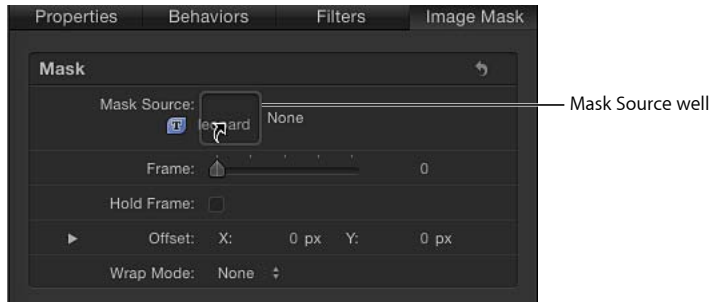 Properties Behaviors Filters Image Mask
Mask
Mask Source: None
T leopard
Mask Source well
Frame: 0
Hold Frame:
Offset: X: 0 px Y: 0 px
Wrap Mode: None